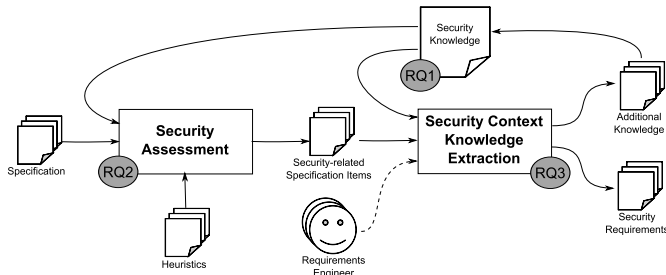 Security
Knowledge
RQ1
Additional
Knowledge
Specification
Security
Assessment
RQ2
Security-related
Specification Items
Security Context
Knowledge
Extraction
RQ3
Security
Requirements
Heuristics
Requirements
Engineer